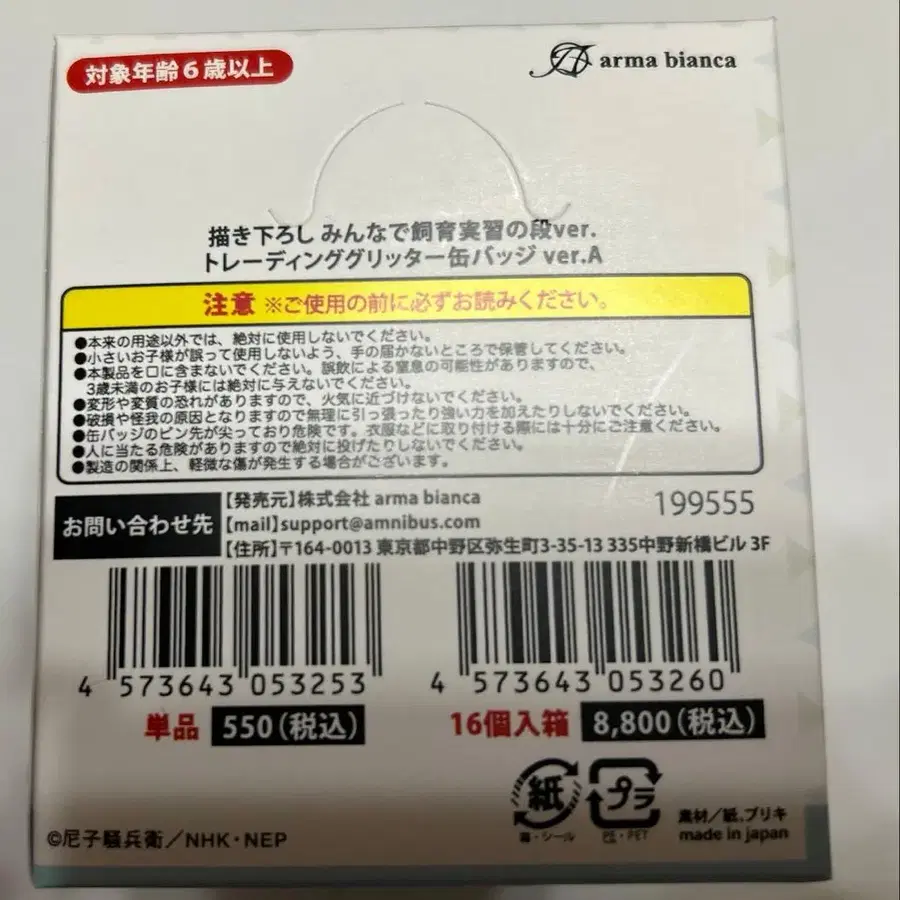 対象年齢6歳以上
arma bianca
描き下ろし みんなで飼育実習の段ver.
トレーディンググリッター缶バッジ ver.A
注意 ※ご使用の前に必ずお読みください。
●本来の用途以外では、絶対に使用しないでください。
●小さいお子様が誤って使用しないよう、手の届かないところで保管してください。
●本製品を口に含まないでください。誤飲による窒息の可能性がありますので、
3歳未満のお子様には絶対に与えないでください。
●変形や変質の恐れがありますので、火気に近づけないでください。
●破損や怪我の原因となりますので無理に引っ張ったり強い力を加えたりしないでください。
●缶バッジのピン先が尖っており危険です。衣服などに取り付ける際には十分にご注意ください。
●人に当たる危険がありますので絶対に投げたりしないでください。
●製造の関係上、軽微な傷が発生する場合がございます。
お問い合わせ先
【発売元】株式会社 arma bianca
199555
【mail】support@amnibus.com
【住所】〒164-0013 東京都中野区弥生町3-35-13 335中野新橋ビル 3F
4 573643 053253
4 573643 053260
単品 550(税込)
16個入箱 8,800(税込)
紙
プラ
箱・シール
PE・PET
素材/紙、ブリキ
made in japan
©尼子騒兵衛/NHK・NEP